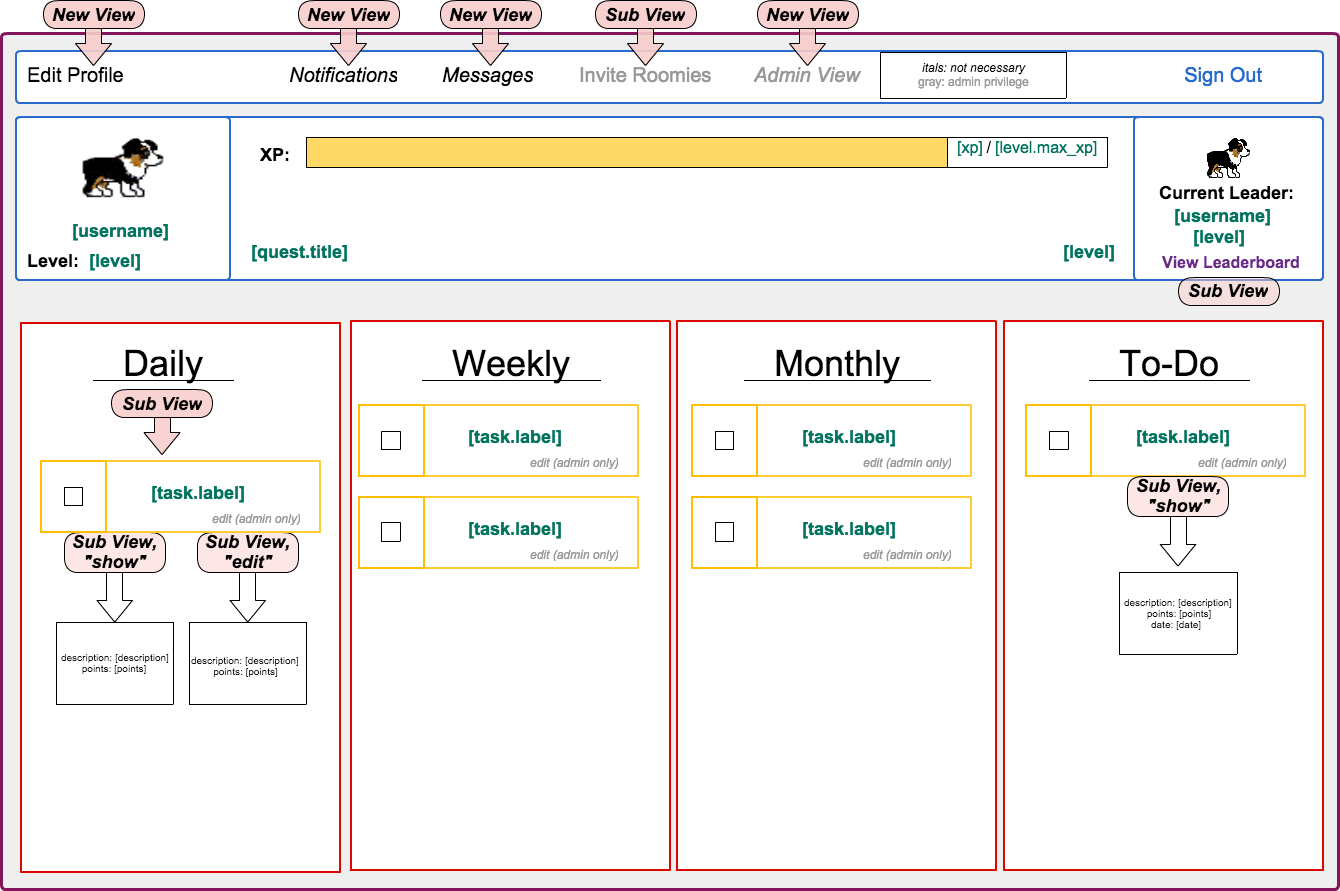 New View
New View
New View
Sub View
New View
Edit Profile
Notifications
Messages
Invite Roomies
Admin View
itals: not necessary
gray: admin privilege
Sign Out
[username]
Level: [level]
XP:
[xp] / [level.max_xp]
[quest.title]
[level]
Current Leader:
[username]
[level]
View Leaderboard
Sub View
Daily
Sub View
[task.label]
edit (admin only)
Sub View,
"show"
Sub View,
"edit"
description: [description]
points: [points]
description: [description]
points: [points]
Weekly
[task.label]
edit (admin only)
[task.label]
edit (admin only)
Monthly
[task.label]
edit (admin only)
[task.label]
edit (admin only)
To-Do
[task.label]
edit (admin only)
Sub View,
"show"
description: [description]
points: [points]
date: [date]